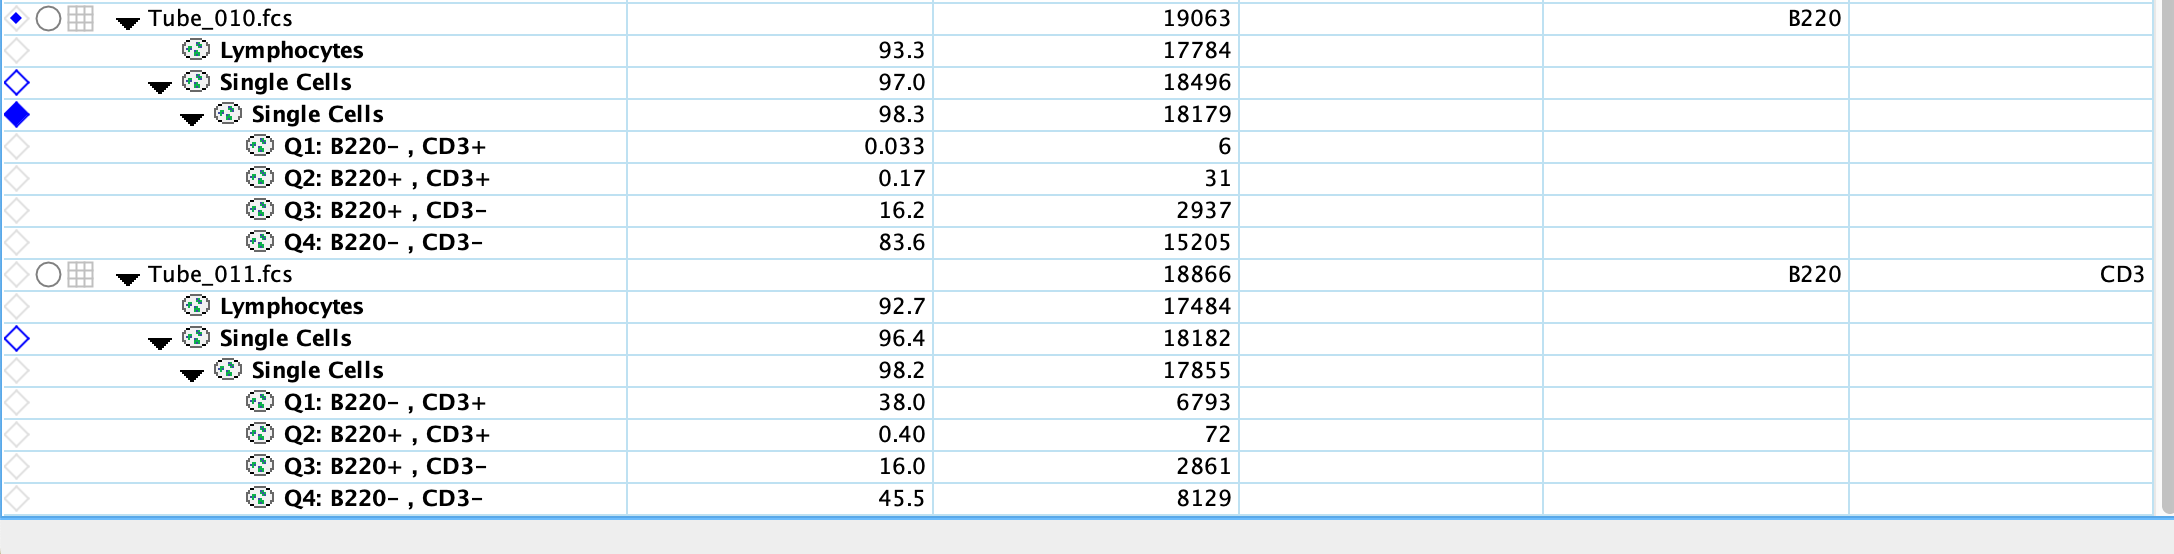 Tube_010.fcs 19063 B220
Lymphocytes 93.3 17784
Single Cells 97.0 18496
Single Cells 98.3 18179
Q1: B220- , CD3+ 0.033 6
Q2: B220+ , CD3+ 0.17 31
Q3: B220+ , CD3- 16.2 2937
Q4: B220- , CD3- 83.6 15205
Tube_011.fcs 18866 B220 CD3
Lymphocytes 92.7 17484
Single Cells 96.4 18182
Single Cells 98.2 17855
Q1: B220- , CD3+ 38.0 6793
Q2: B220+ , CD3+ 0.40 72
Q3: B220+ , CD3- 16.0 2861
Q4: B220- , CD3- 45.5 8129